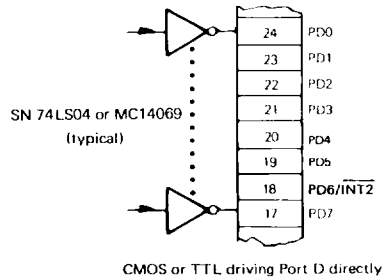 24 PD0
23 PD1
22 PD2
SN 74LS04 or MC14069
(typical)
21 PD3
20 PD4
19 PD5
18 PD6/INT2
17 PD7
CMOS or TTL driving Port D directly